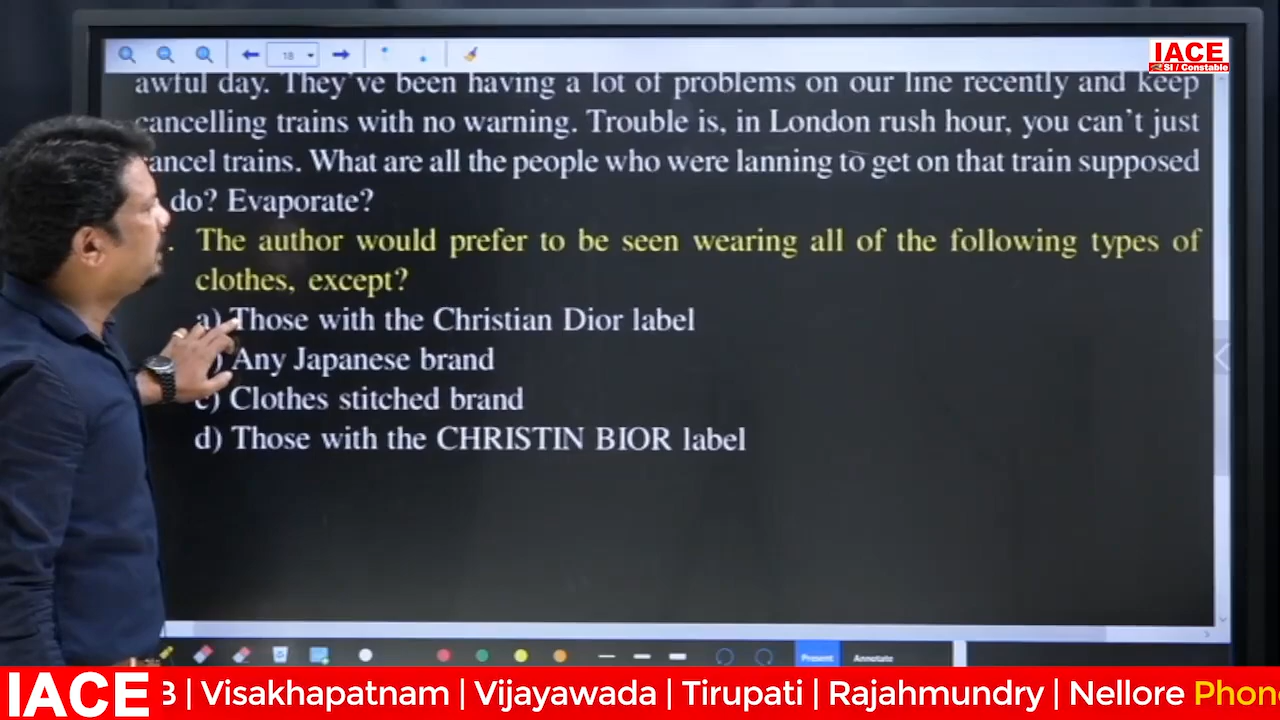 18
IACE
SI / Constable
awful day. They've been having a lot of problems on our line recently and keep
cancelling trains with no warning. Trouble is, in London rush hour, you can't just
ancel trains. What are all the people who were lanning to get on that train supposed
do? Evaporate?
. The author would prefer to be seen wearing all of the following types of
clothes, except?
a) Those with the Christian Dior label
) Any Japanese brand
c) Clothes stitched brand
d) Those with the CHRISTIN BIOR label
Present Annotate
IACE B | Visakhapatnam | Vijayawada | Tirupati | Rajahmundry | Nellore Phon